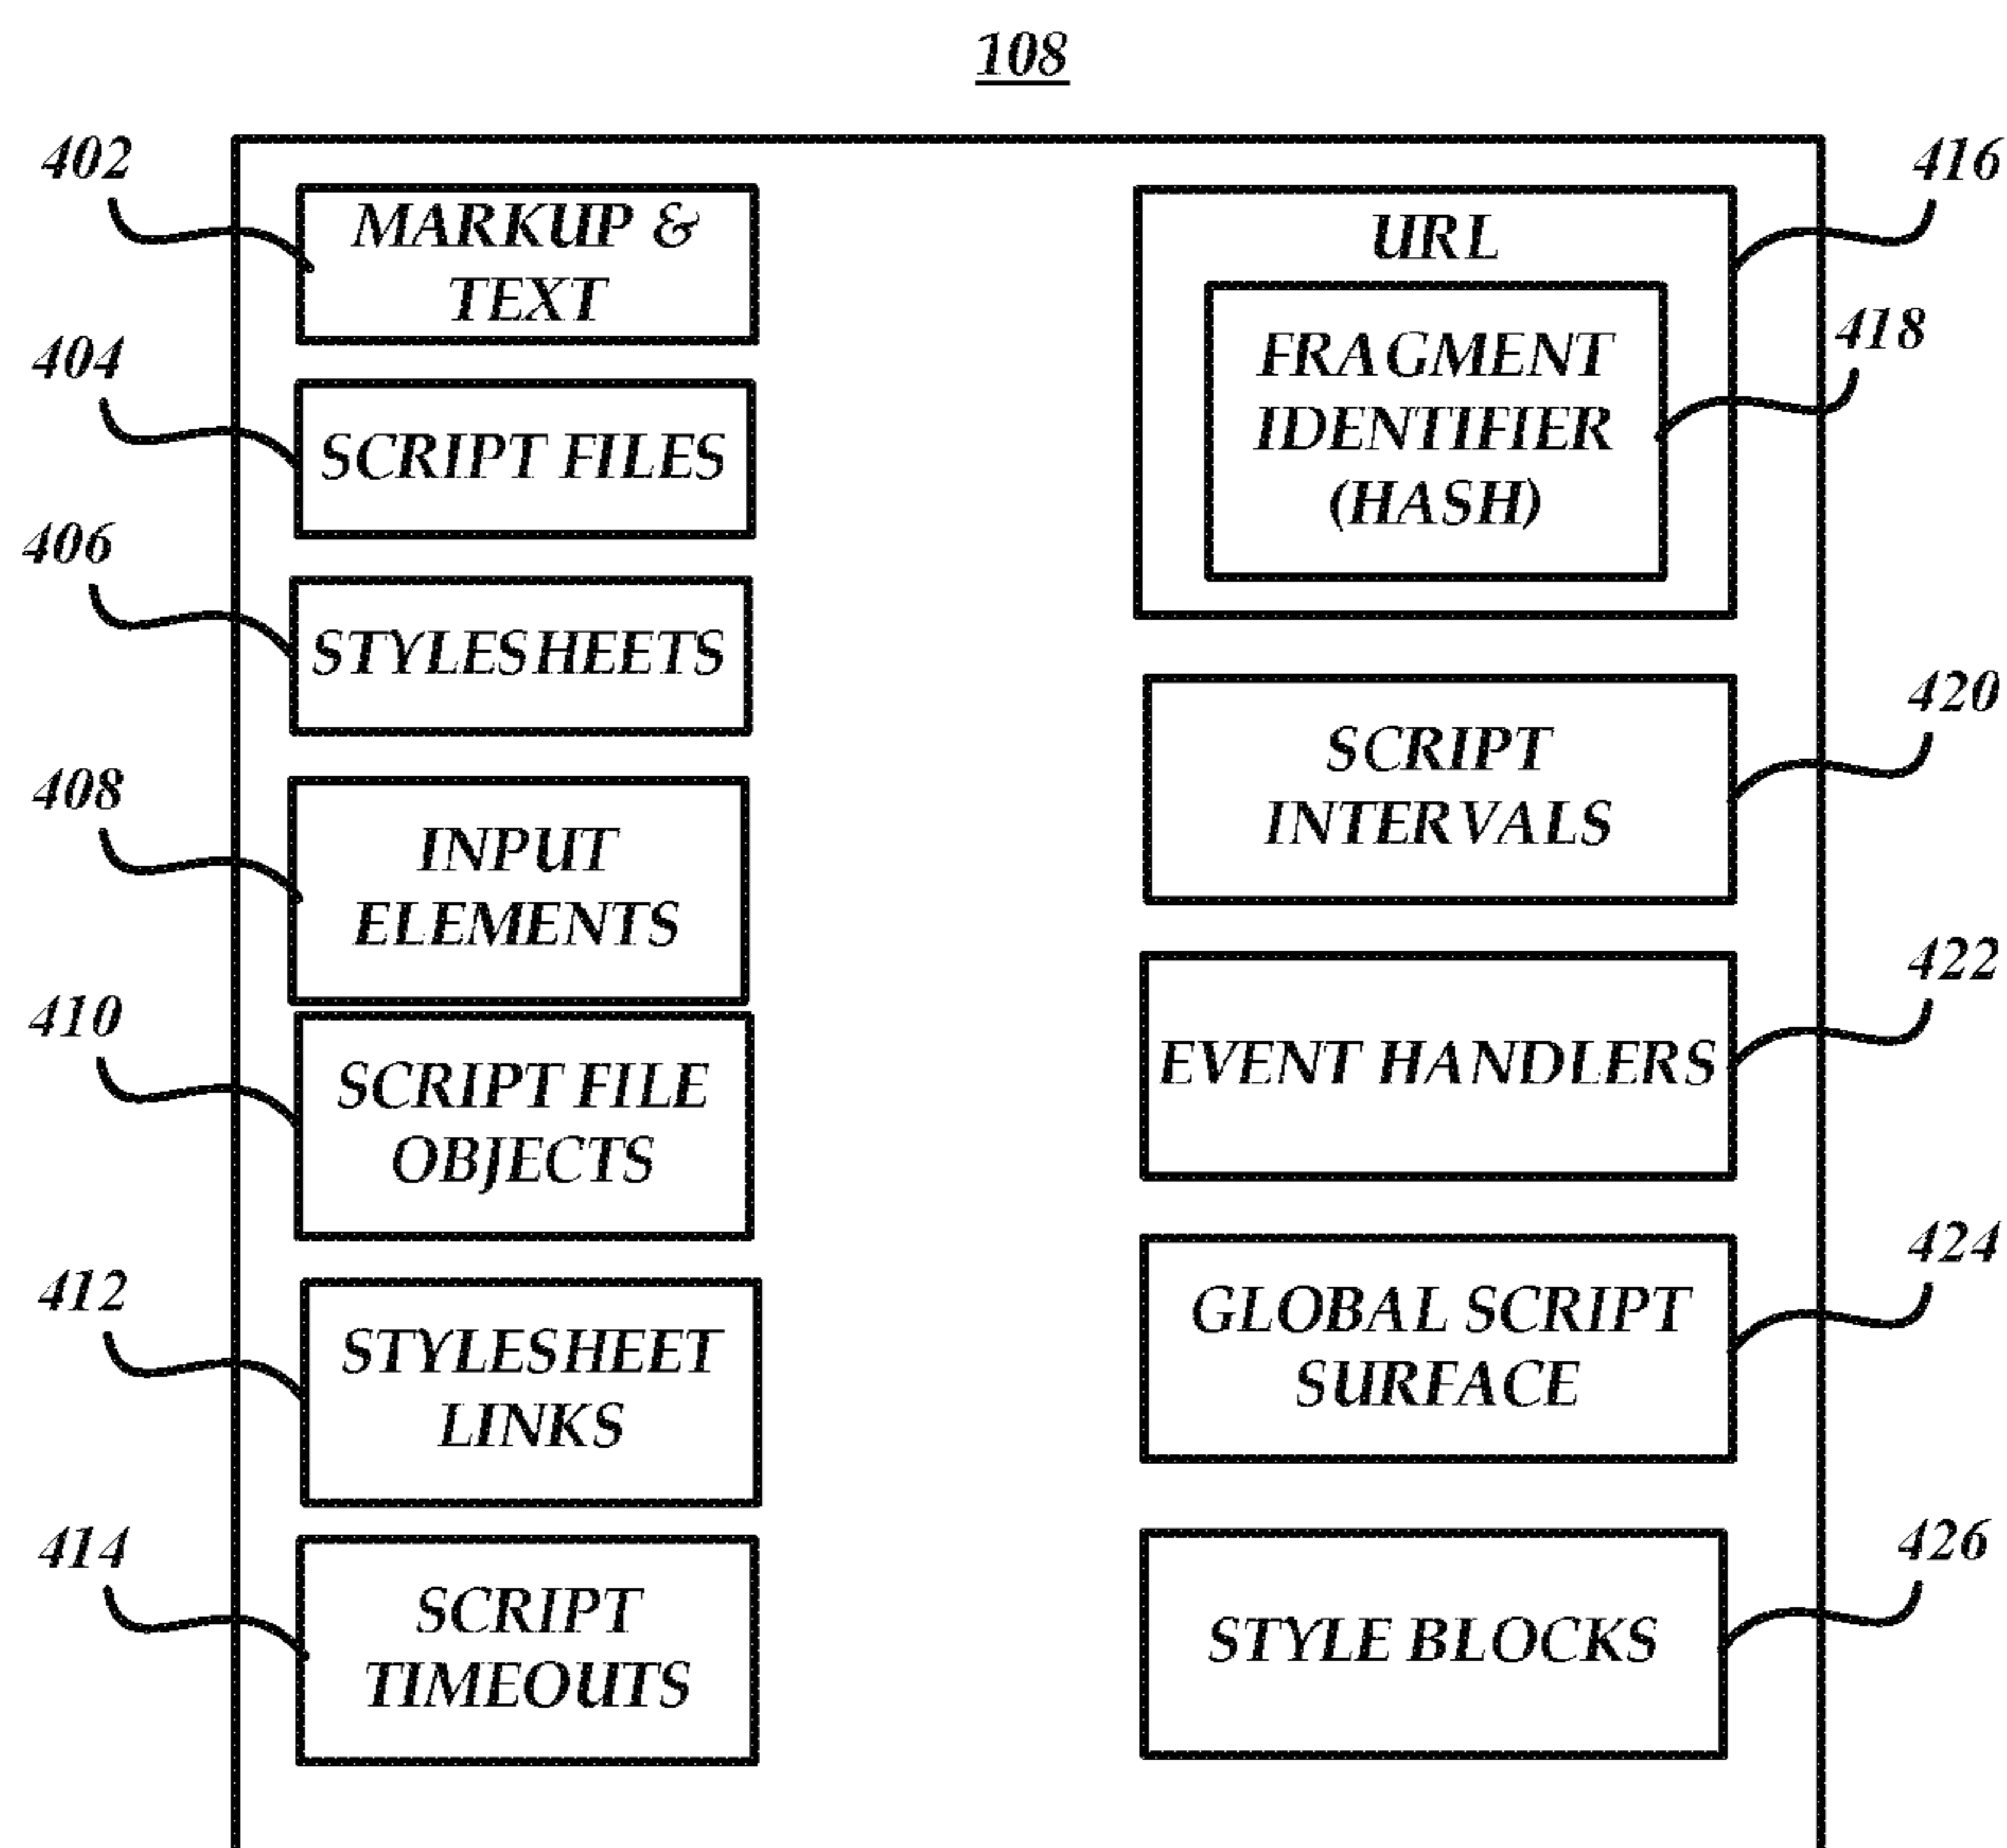 108
402
MARKUP &
TEXT
404
SCRIPT FILES
406
STYLESHEETS
408
INPUT
ELEMENTS
410
SCRIPT FILE
OBJECTS
412
STYLESHEET
LINKS
414
SCRIPT
TIMEOUTS
416
URL
418
FRAGMENT
IDENTIFIER
(HASH)
420
SCRIPT
INTERVALS
422
EVENT HANDLERS
424
GLOBAL SCRIPT
SURFACE
426
STYLE BLOCKS